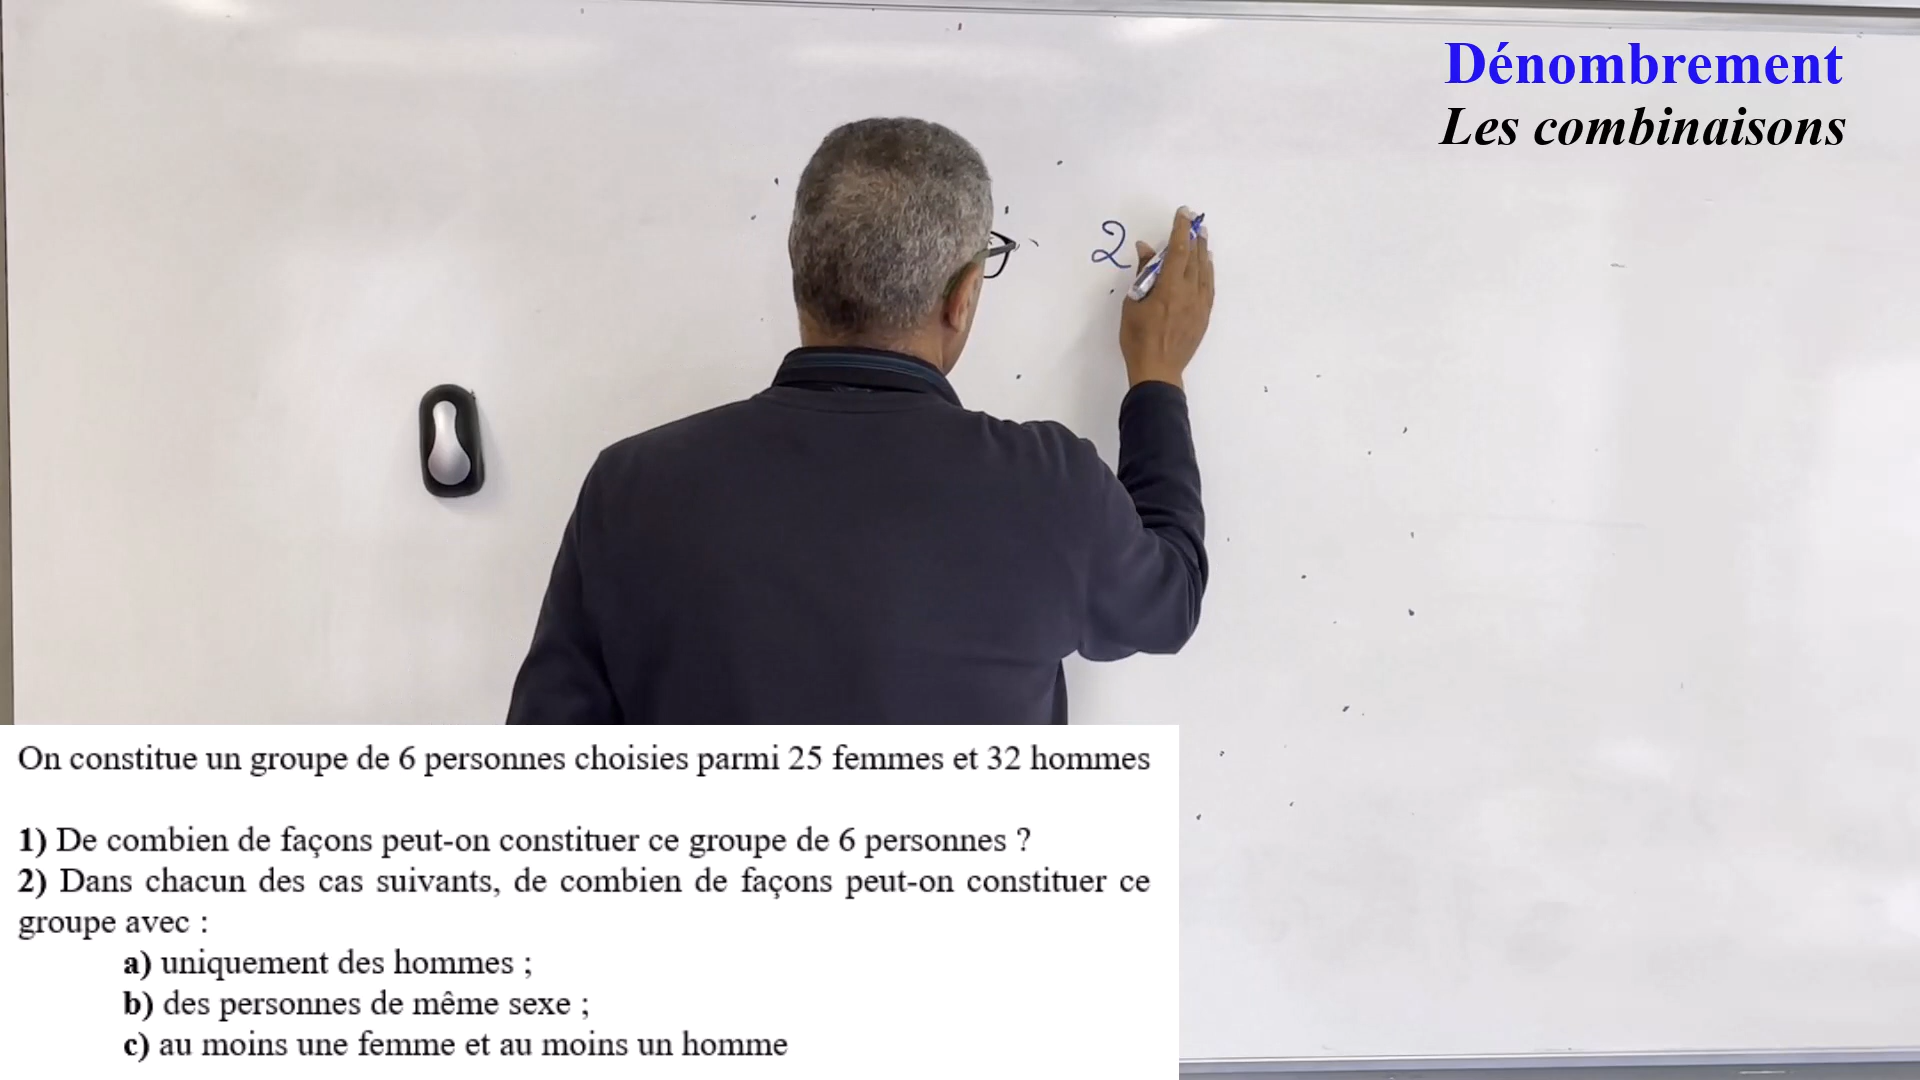 Dénombrement
Les combinaisons
2
On constitue un groupe de 6 personnes choisies parmi 25 femmes et 32 hommes
1) De combien de façons peut-on constituer ce groupe de 6 personnes ?
2) Dans chacun des cas suivants, de combien de façons peut-on constituer ce
groupe avec :
a) uniquement des hommes ;
b) des personnes de même sexe ;
c) au moins une femme et au moins un homme